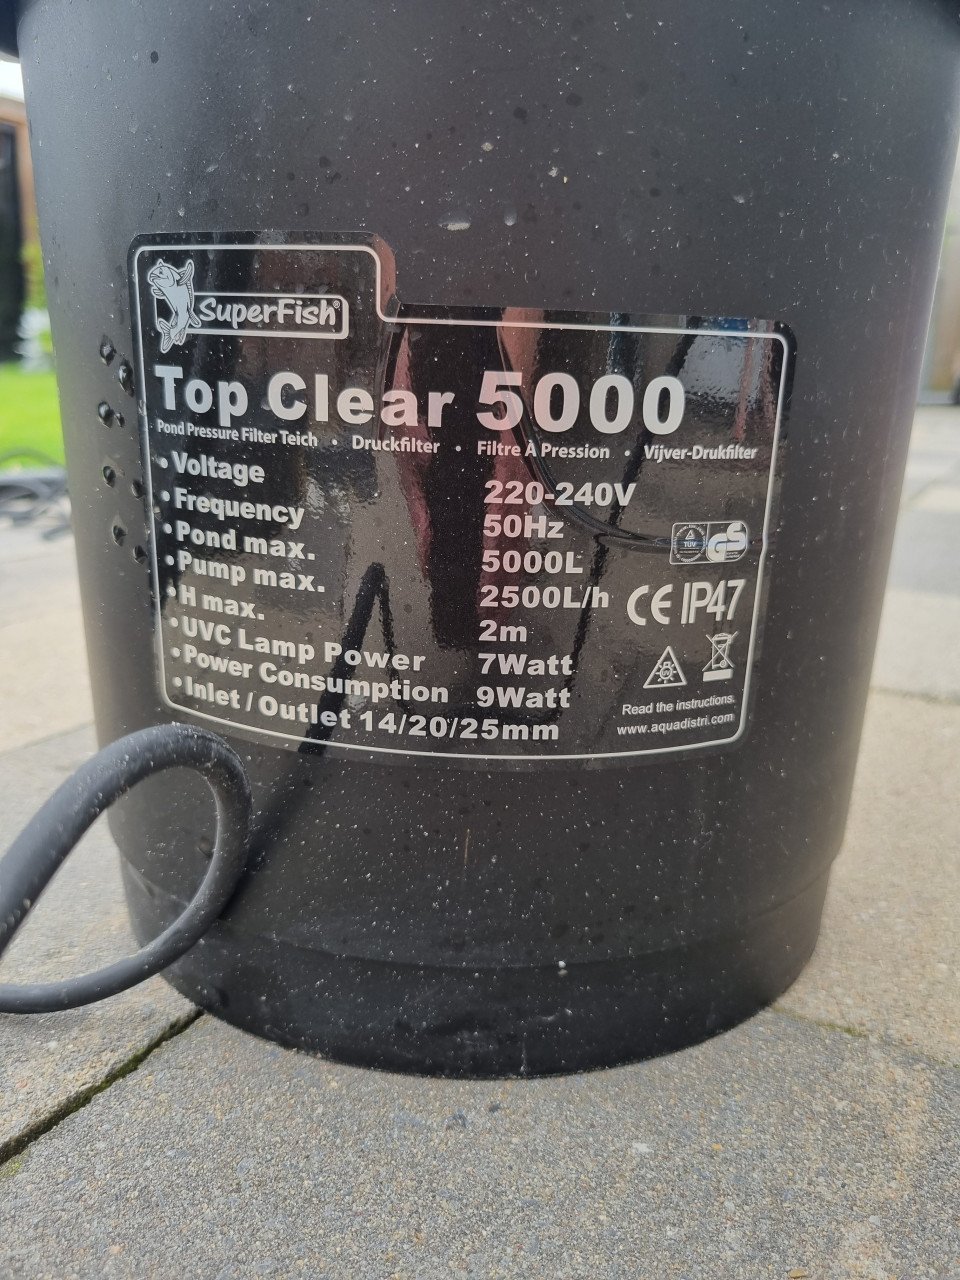 SuperFish®
Top Clear 5000
Pond Pressure Filter Teich • Druckfilter • Filtre À Pression • Vijver-Drukfilter
• Voltage 220-240V
• Frequency 50Hz
• Pond max. 5000L
• Pump max. 2500L/h
• H max. 2m
• UVC Lamp Power 7Watt
• Power Consumption 9Watt
• Inlet / Outlet 14/20/25mm
TÜV GS
CE IP47
Read the instructions.
www.aquadistri.com